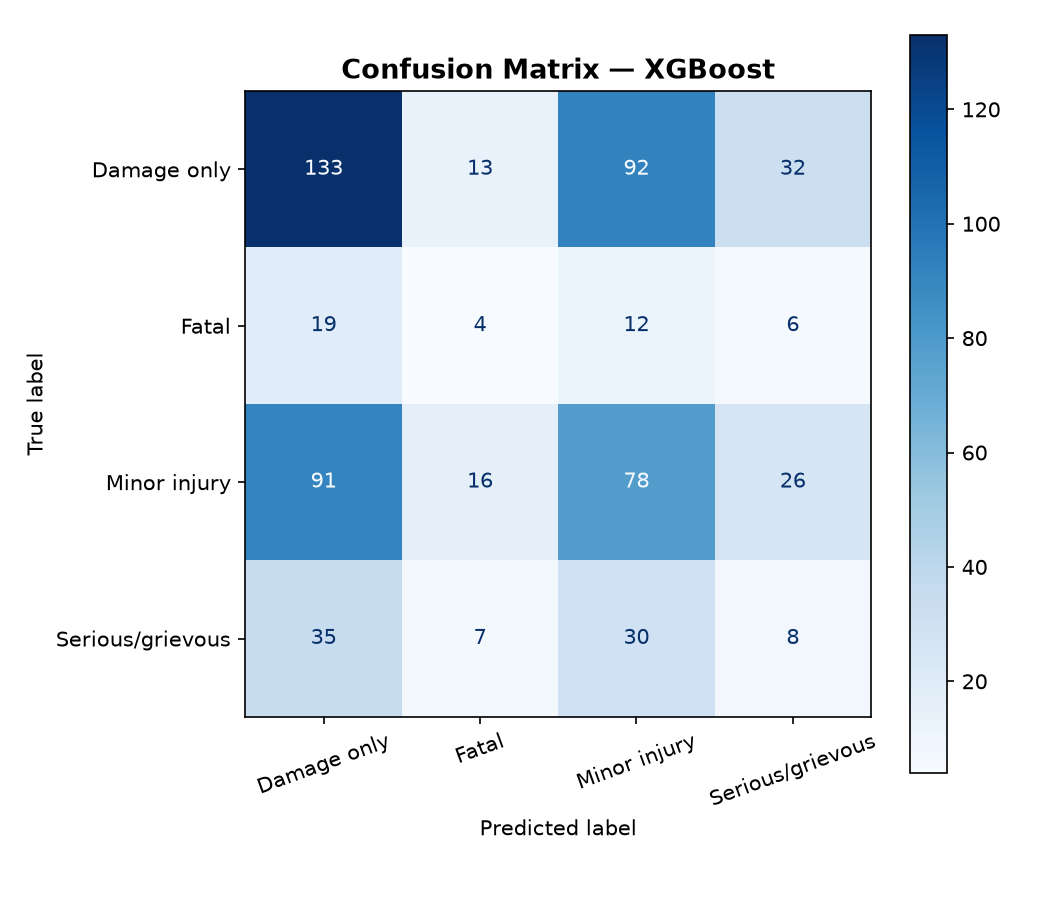 Confusion Matrix — XGBoost
True label
Damage only 133 13 92 32
Fatal 19 4 12 6
Minor injury 91 16 78 26
Serious/grievous 35 7 30 8
Damage only Fatal Minor injury Serious/grievous
Predicted label
120
100
80
60
40
20